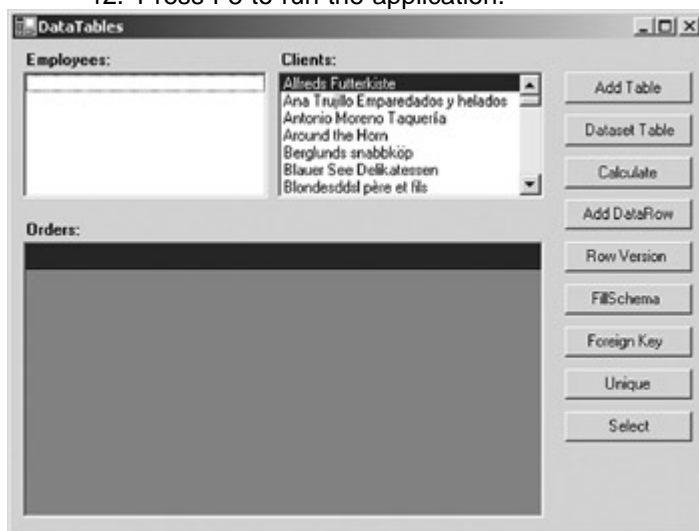 12. Press F5 to run the application.
DataTables
Employees:
Clients:
Alfreds Futterkiste
Ana Trujillo Emparedados y helados
Antonio Moreno Taquería
Around the Horn
Berglunds snabbköp
Blauer See Delikatessen
Blondesddsl père et fils
Add Table
Dataset Table
Calculate
Add DataRow
Row Version
FillSchema
Foreign Key
Unique
Select
Orders: